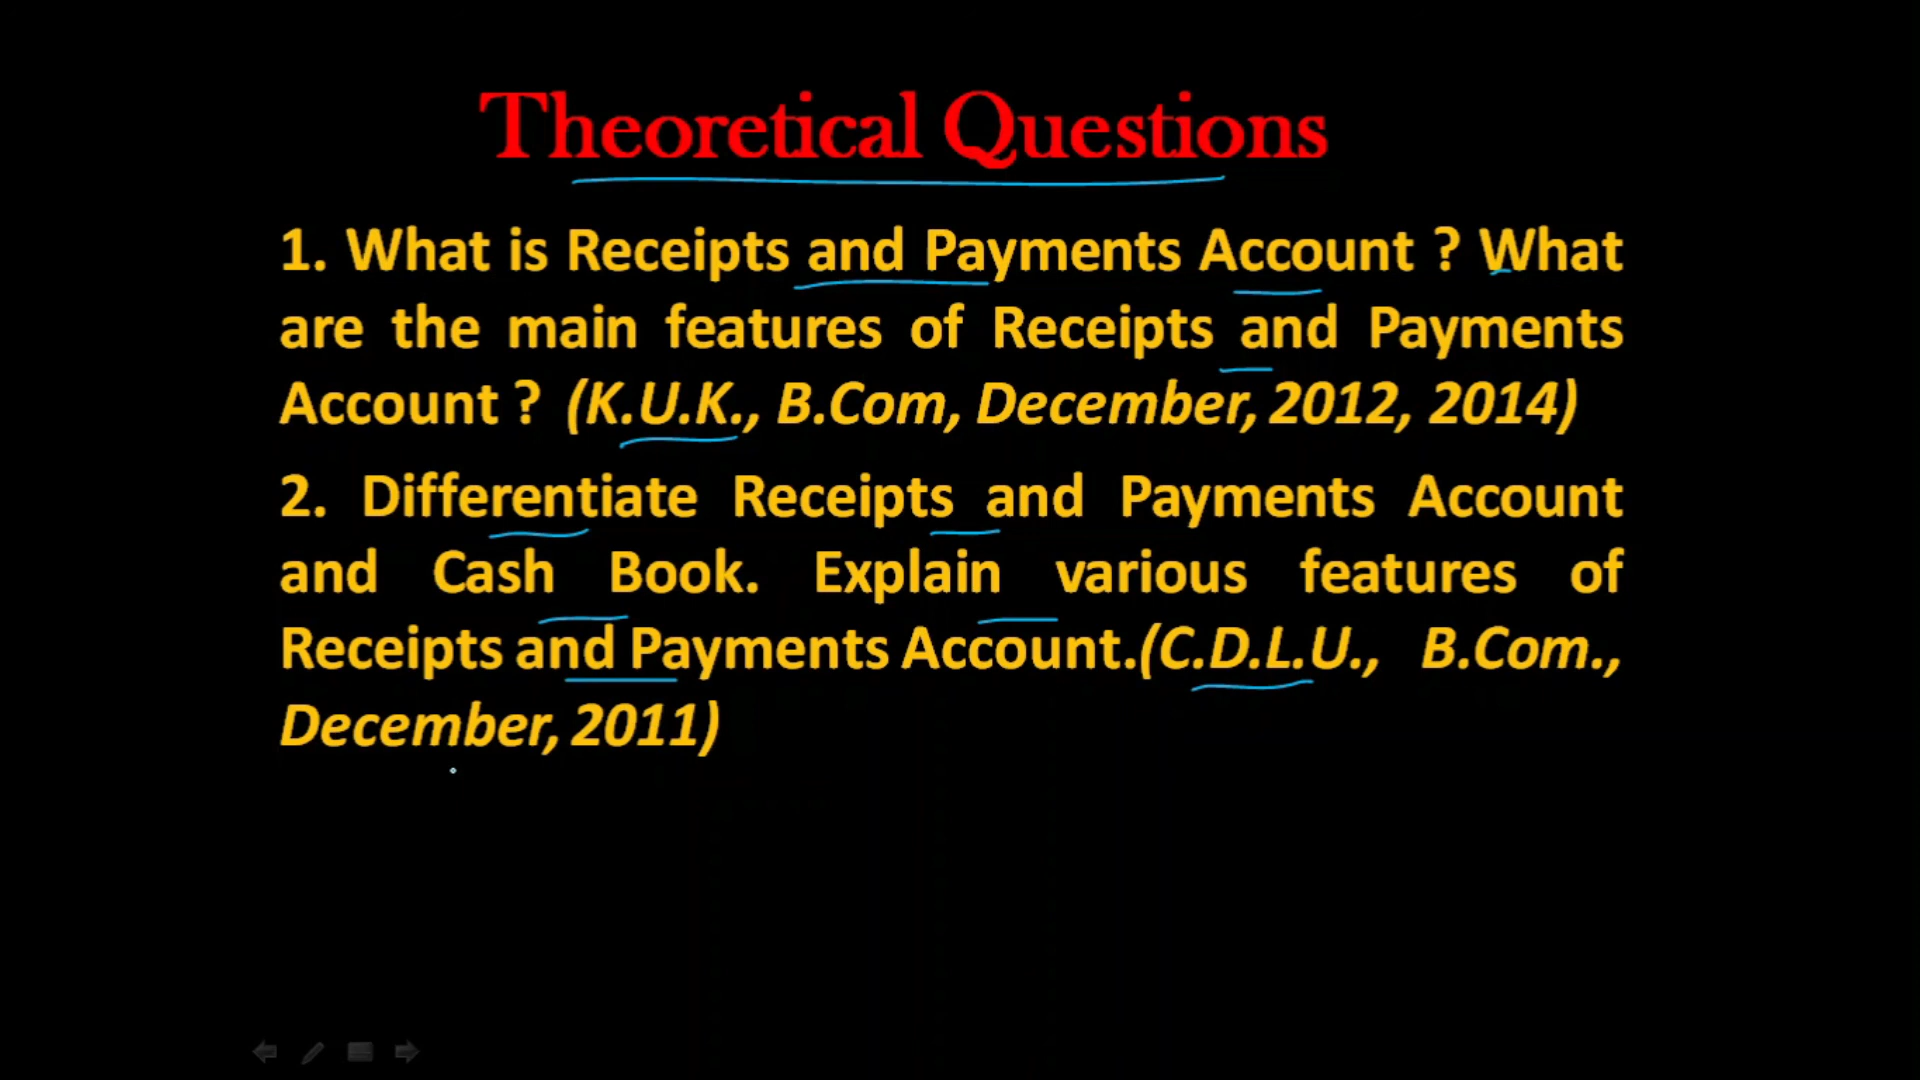 Theoretical Questions
1. What is Receipts and Payments Account ? What
are the main features of Receipts and Payments
Account ? (K.U.K., B.Com, December, 2012, 2014)
2. Differentiate Receipts and Payments Account
and Cash Book. Explain various features of
Receipts and Payments Account.(C.D.L.U., B.Com.,
December, 2011)